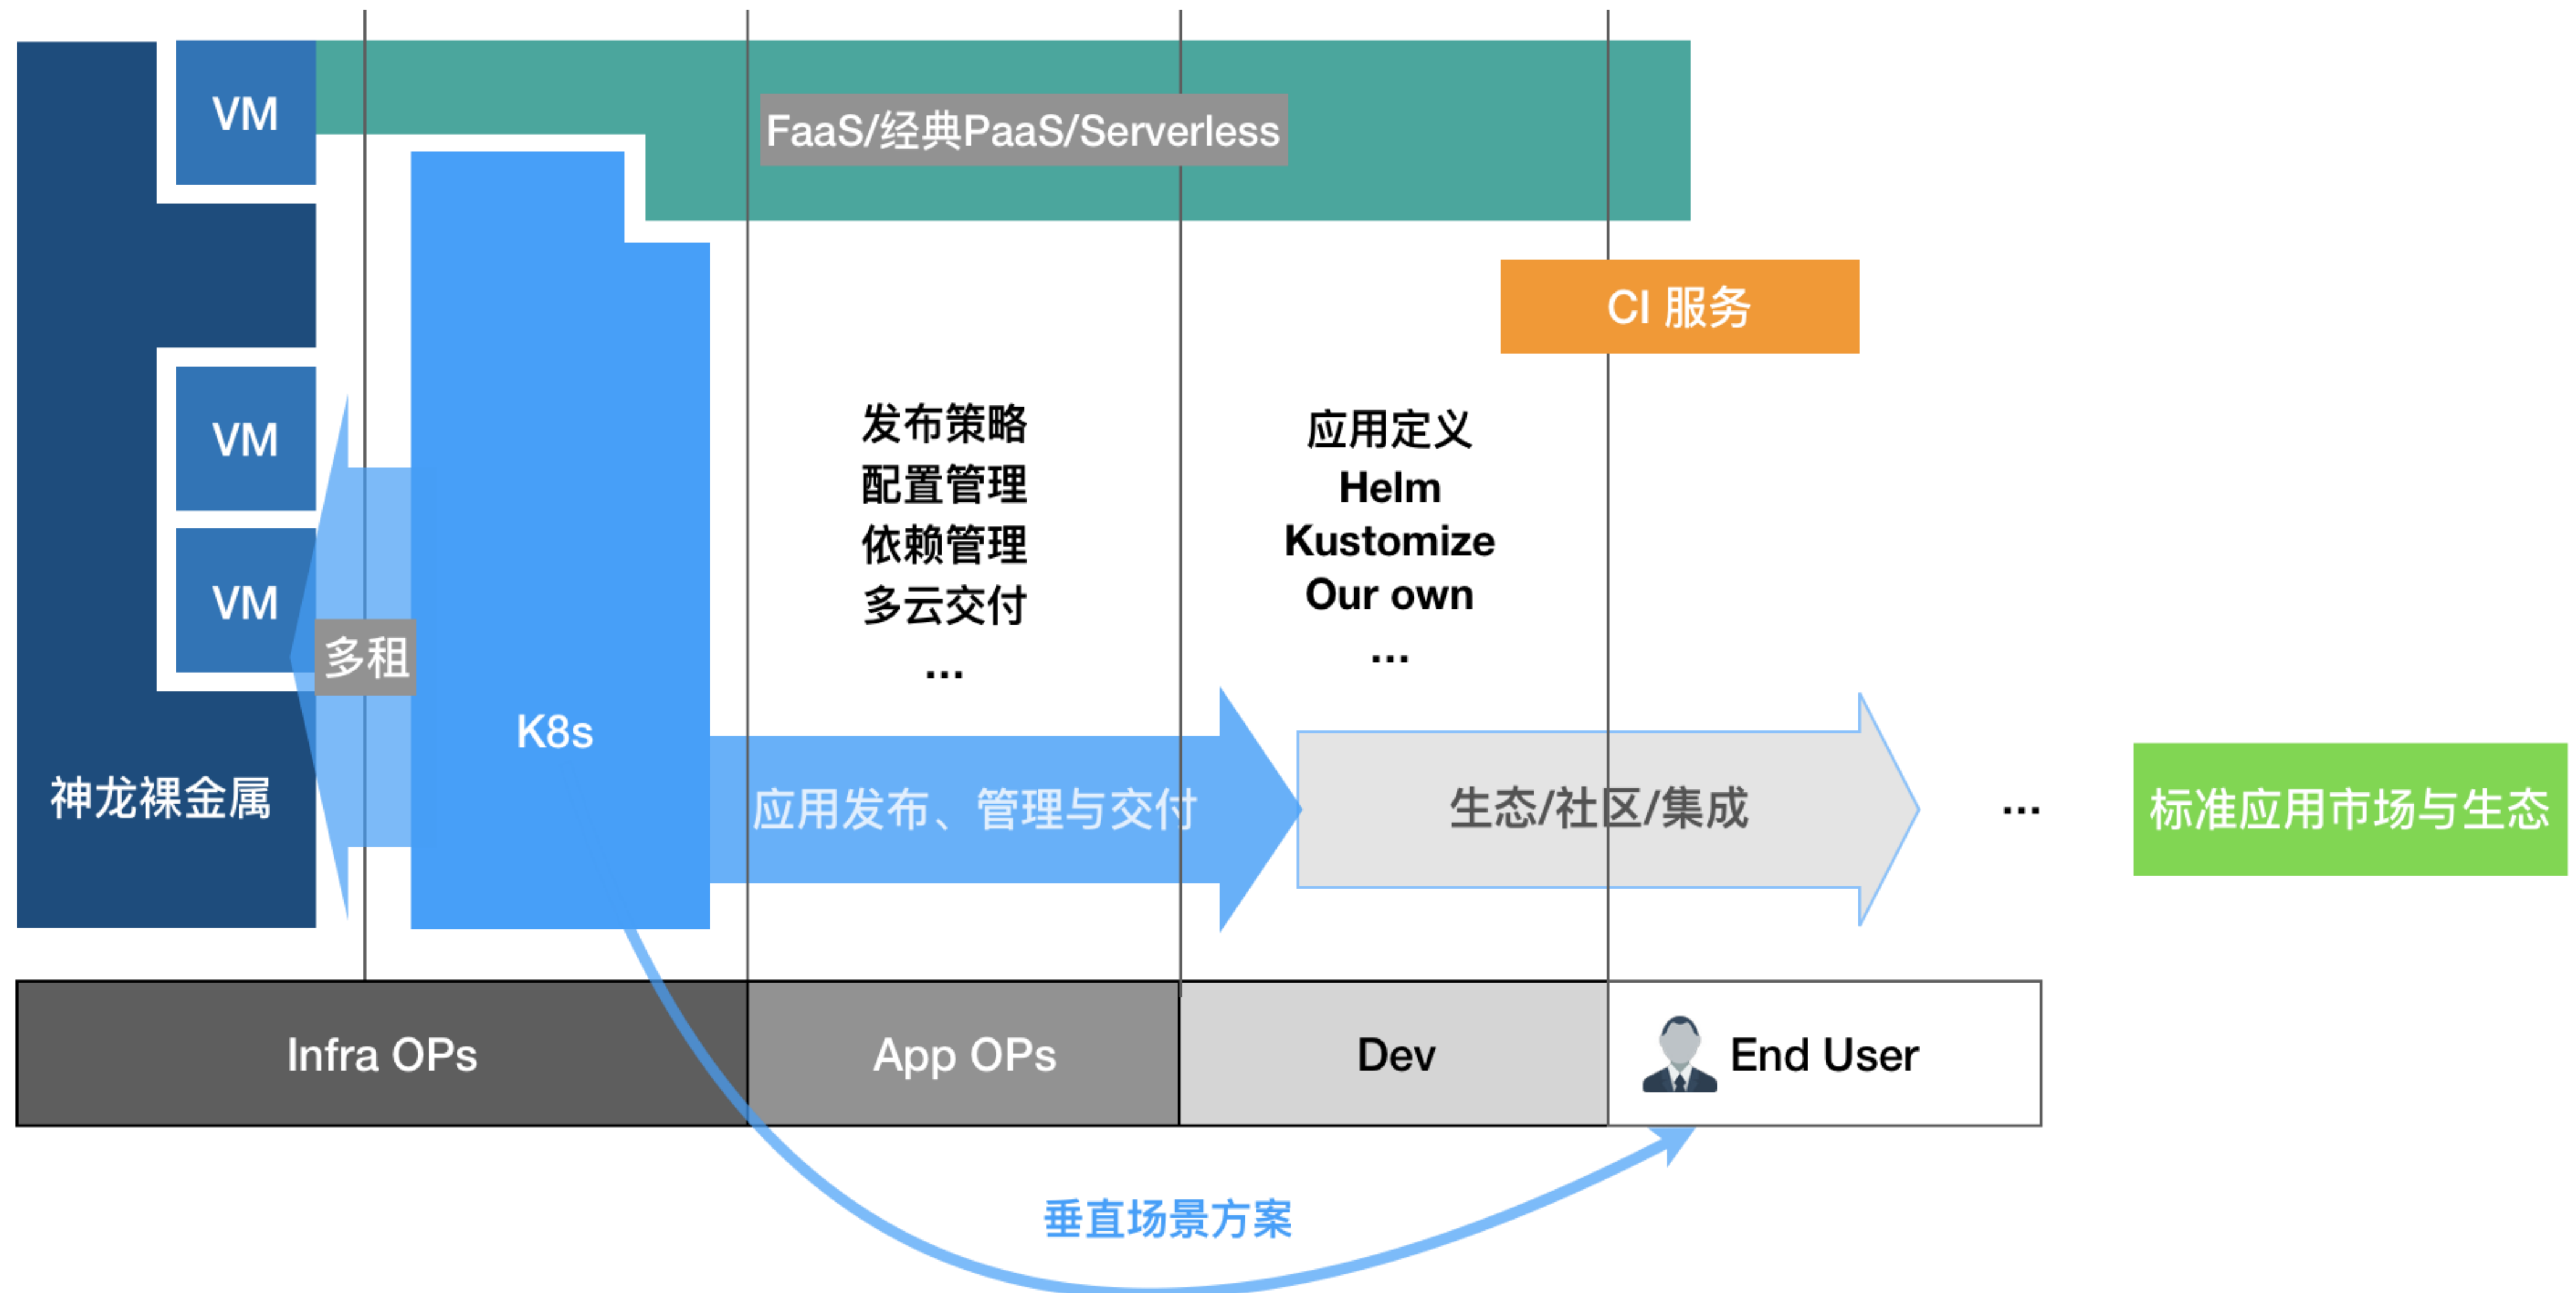 VM
FaaS/经典PaaS/Serverless
CI 服务
VM
VM
多租
K8s
神龙裸金属
发布策略
配置管理
依赖管理
多云交付
...
应用定义
Helm
Kustomize
Our own
...
应用发布、管理与交付
生态/社区/集成
...
标准应用市场与生态
Infra OPs
App OPs
Dev
End User
垂直场景方案